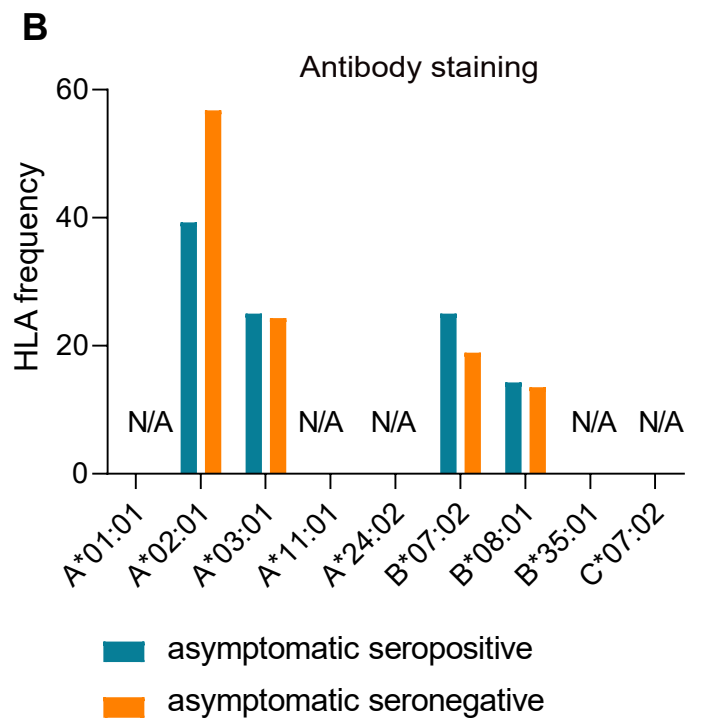 B
Antibody staining
HLA frequency
60
40
20
0
N/A
N/A
N/A
N/A
N/A
A*01:01
A*02:01
A*03:01
A*11:01
A*24:02
B*07:02
B*08:01
B*35:01
C*07:02
asymptomatic seropositive
asymptomatic seronegative